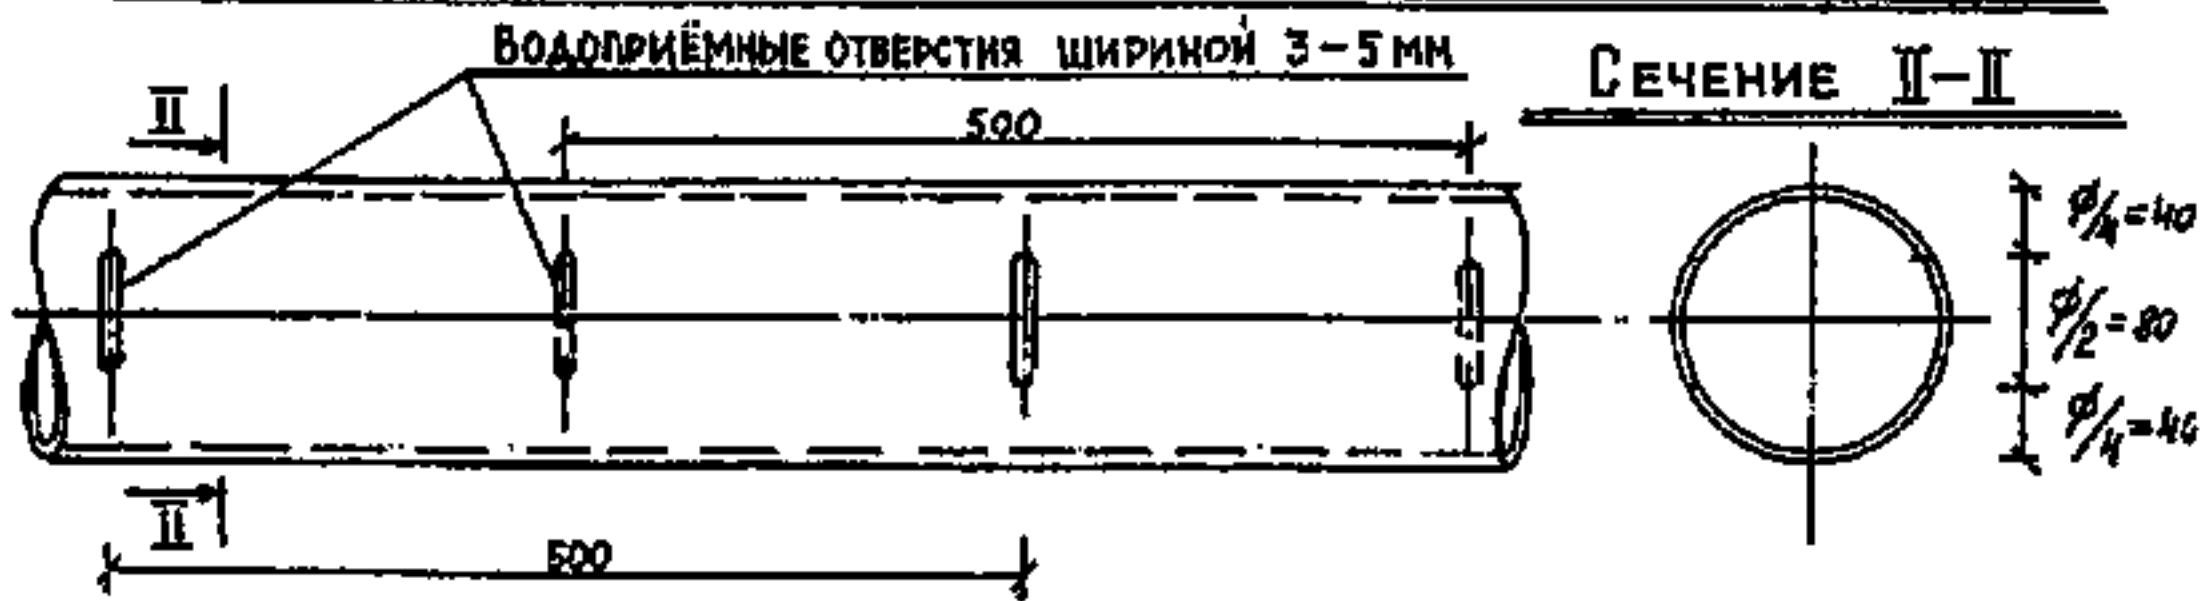 ВОДОПРИЁМНЫЕ ОТВЕРСТИЯ ШИРИНОЙ 3-5 ММ
СЕЧЕНИЕ II-II
II
500
ϕ/4=40
ϕ/2=80
ϕ/4=40
II
500